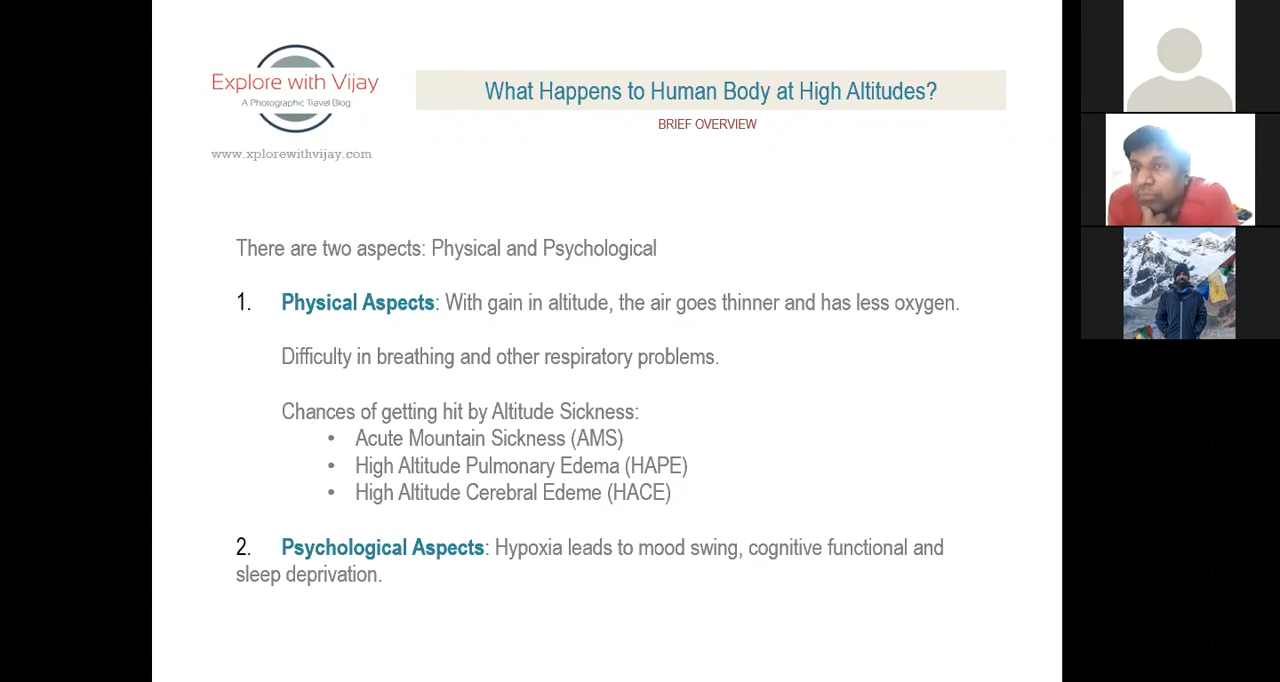 Explore with Vijay
A Photographic Travel Blog
www.xplorewithvijay.com
What Happens to Human Body at High Altitudes?
BRIEF OVERVIEW
There are two aspects: Physical and Psychological
1. Physical Aspects: With gain in altitude, the air goes thinner and has less oxygen.
Difficulty in breathing and other respiratory problems.
Chances of getting hit by Altitude Sickness:
• Acute Mountain Sickness (AMS)
• High Altitude Pulmonary Edema (HAPE)
• High Altitude Cerebral Edeme (HACE)
2. Psychological Aspects: Hypoxia leads to mood swing, cognitive functional and
sleep deprivation.